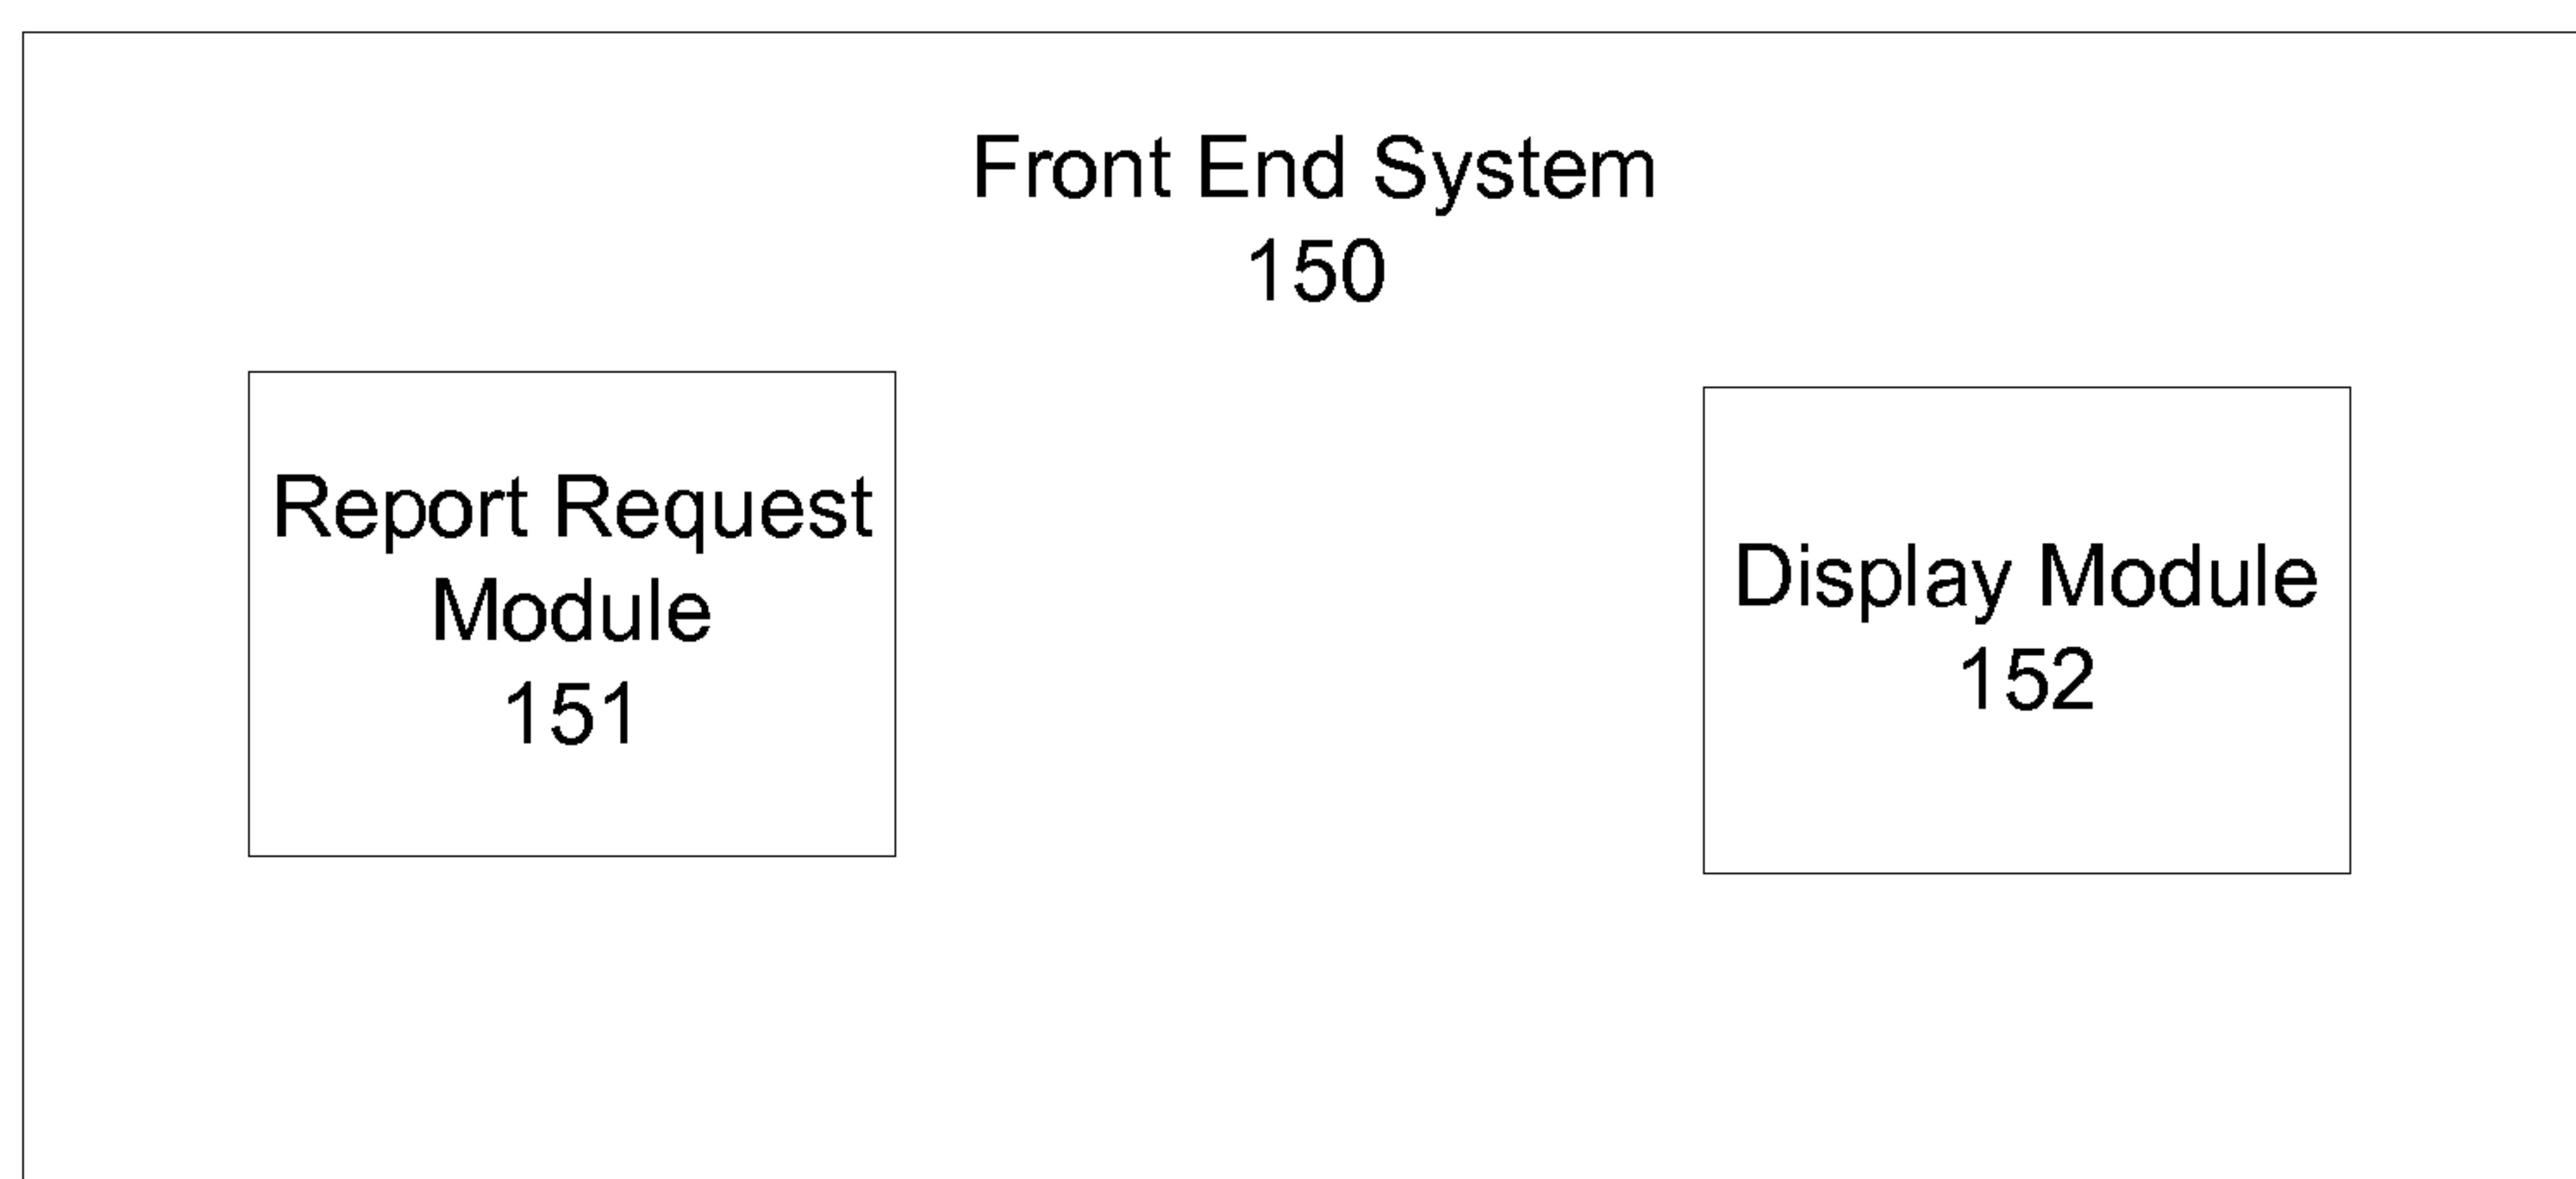 Front End System
150
Report Request
Module
151
Display Module
152